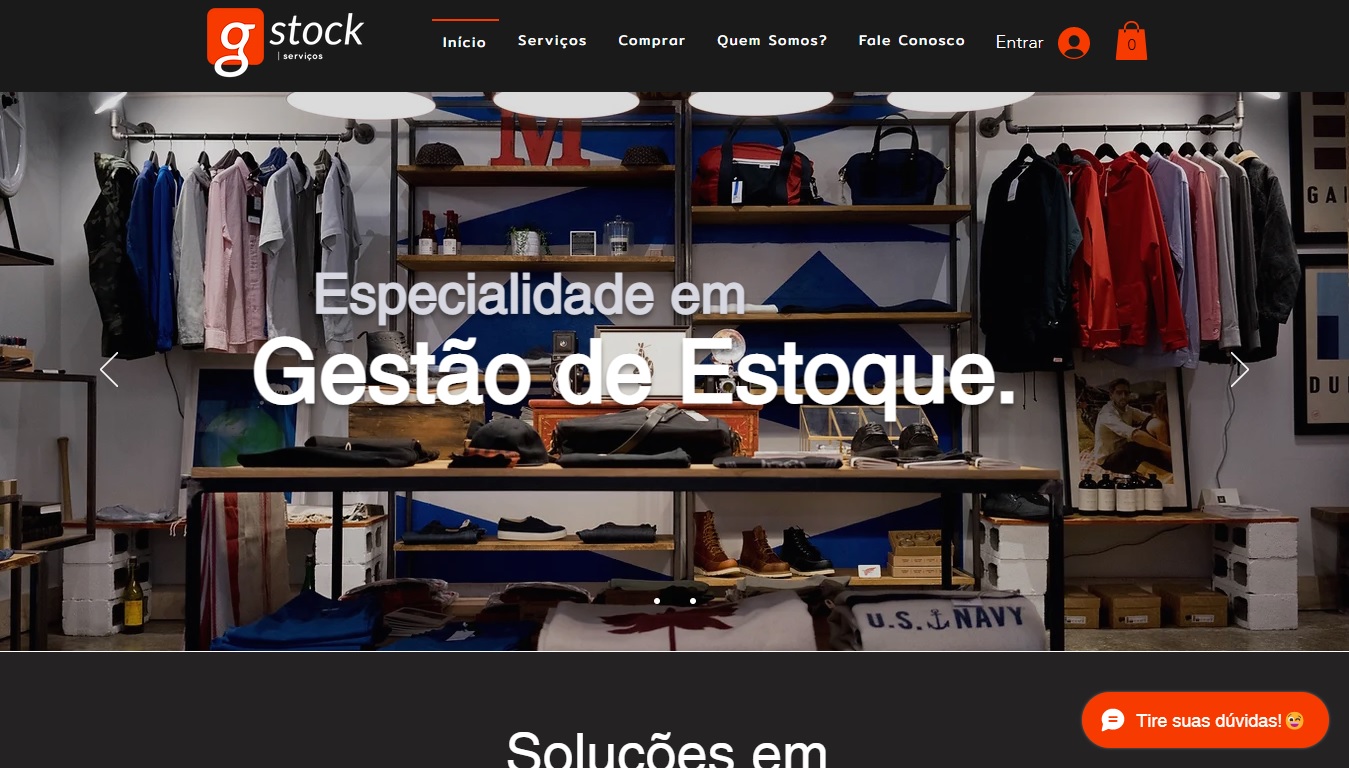 g stock
| serviços
Início
Serviços
Comprar
Quem Somos?
Fale Conosco
Entrar
0
M
GA
DU
Especialidade em
Gestão de Estoque.
U.S. NAVY
Tire suas dúvidas!😉
Soluções em